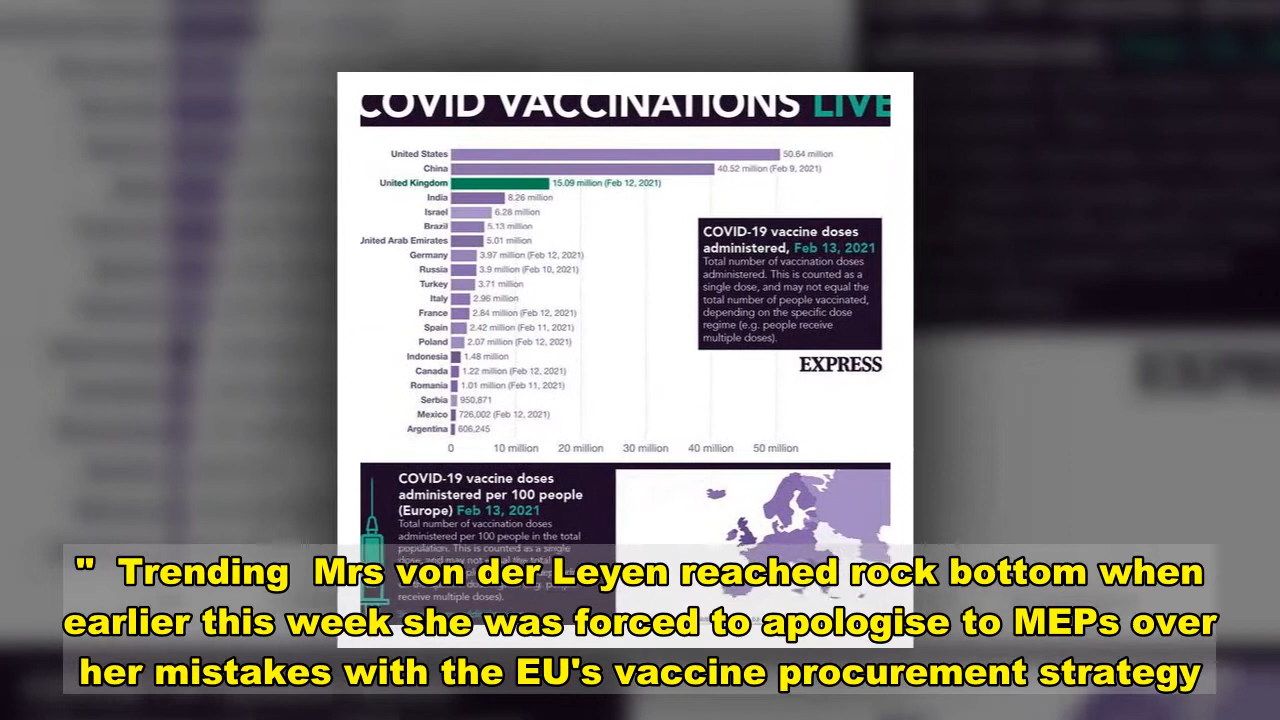 COVID VACCINATIONS LIVE
United States 50.64 million
China 40.52 million (Feb 9, 2021)
United Kingdom 15.09 million (Feb 12, 2021)
India 8.26 million
Israel 6.28 million
Brazil 5.13 million
United Arab Emirates 5.01 million
Germany 3.97 million (Feb 12, 2021)
Russia 3.9 million (Feb 10, 2021)
Turkey 3.71 million
Italy 2.96 million
France 2.84 million (Feb 12, 2021)
Spain 2.42 million (Feb 11, 2021)
Poland 2.07 million (Feb 12, 2021)
Indonesia 1.48 million
Canada 1.22 million (Feb 12, 2021)
Romania 1.01 million (Feb 11, 2021)
Serbia 950,871
Mexico 726,002 (Feb 12, 2021)
Argentina 606,245
0 10 million 20 million 30 million 40 million 50 million
COVID-19 vaccine doses
administered, Feb 13, 2021
Total number of vaccination doses
administered. This is counted as a
single dose, and may not equal the
total number of people vaccinated,
depending on the specific dose
regime (e.g. people receive
multiple doses).
EXPRESS
COVID-19 vaccine doses
administered per 100 people
(Europe) Feb 13, 2021
Total number of vaccination doses
administered per 100 people in the total
population. This is counted as a single
dose, and may not equal the total
receive multiple doses).
" Trending Mrs von der Leyen reached rock bottom when
earlier this week she was forced to apologise to MEPs over
her mistakes with the EU's vaccine procurement strategy